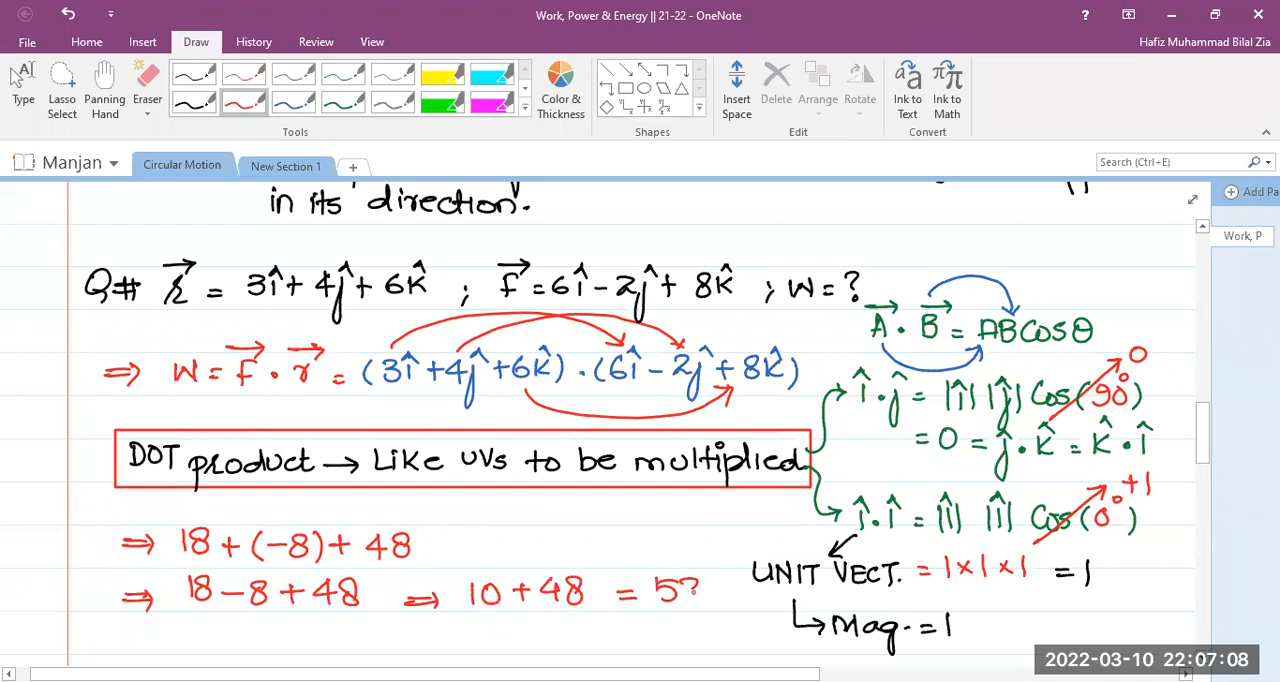 Work, Power & Energy || 21-22 - OneNote
File Home Insert Draw History Review View Hafiz Muhammad Bilal Zia
Type Lasso Select Panning Hand Eraser Color & Thickness Insert Space Delete Arrange Rotate Ink to Text Ink to Math
Tools Shapes Edit Convert
Manjan Circular Motion New Section 1 Search (Ctrl+E)
Add Pa
Work, P
in its 'direction'.
Q# r⃗ = 3î + 4ĵ + 6k̂ ; F⃗ = 6î - 2ĵ + 8k̂ ; W = ?
A⃗ . B⃗ = ABCosθ
⇒ W = F⃗ . r⃗ = (3î + 4ĵ + 6k̂) . (6î - 2ĵ + 8k̂)
î . ĵ = |î| |ĵ| Cos(90°) 0
= 0 = ĵ . k̂ = k̂ . î
DOT product → Like UVs to be multiplied
î . î = |î| |î| Cos(0°) +1
⇒ 18 + (-8) + 48
UNIT VECT. = 1 x 1 x 1 = 1
⇒ 18 - 8 + 48 ⇒ 10 + 48 = 5
↳ Mag. = 1
2022-03-10 22:07:08